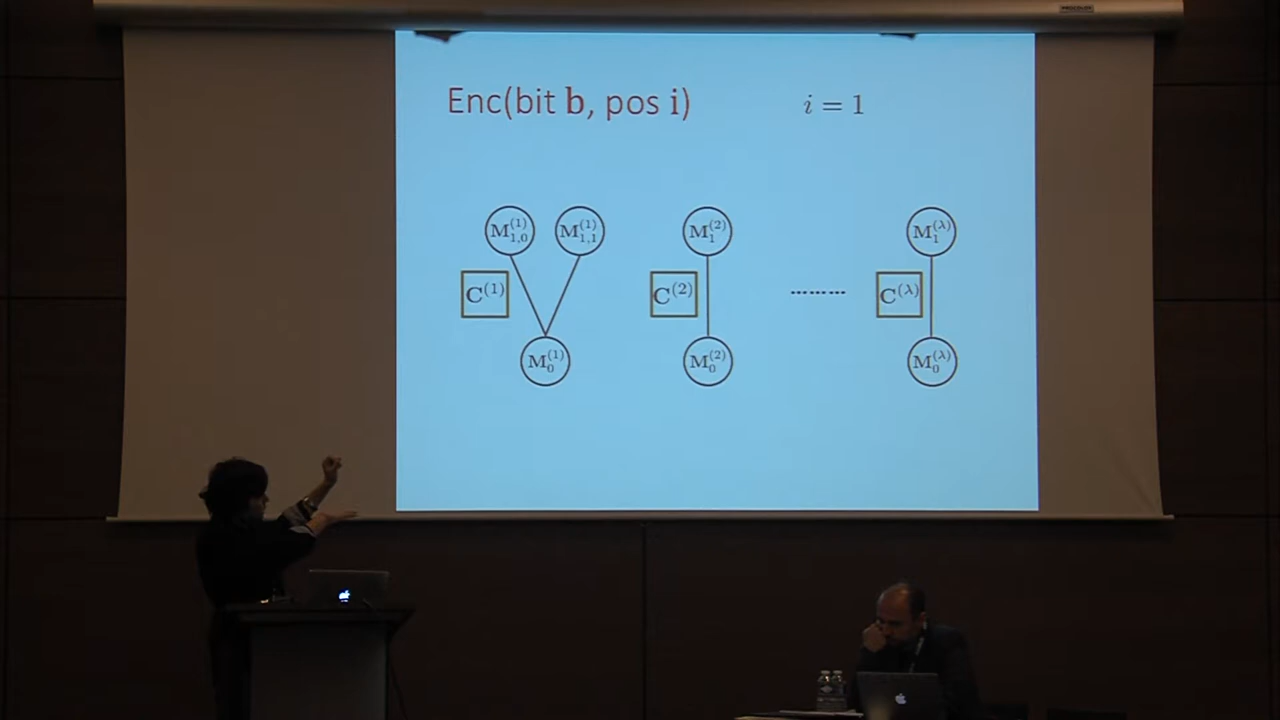 Enc(bit b, pos i) i = 1
M_{1,0}^{(1)} M_{1,1}^{(1)} M_1^{(2)} M_1^{(λ)}
C^{(1)} C^{(2)} ......... C^{(λ)}
M_0^{(1)} M_0^{(2)} M_0^{(λ)}